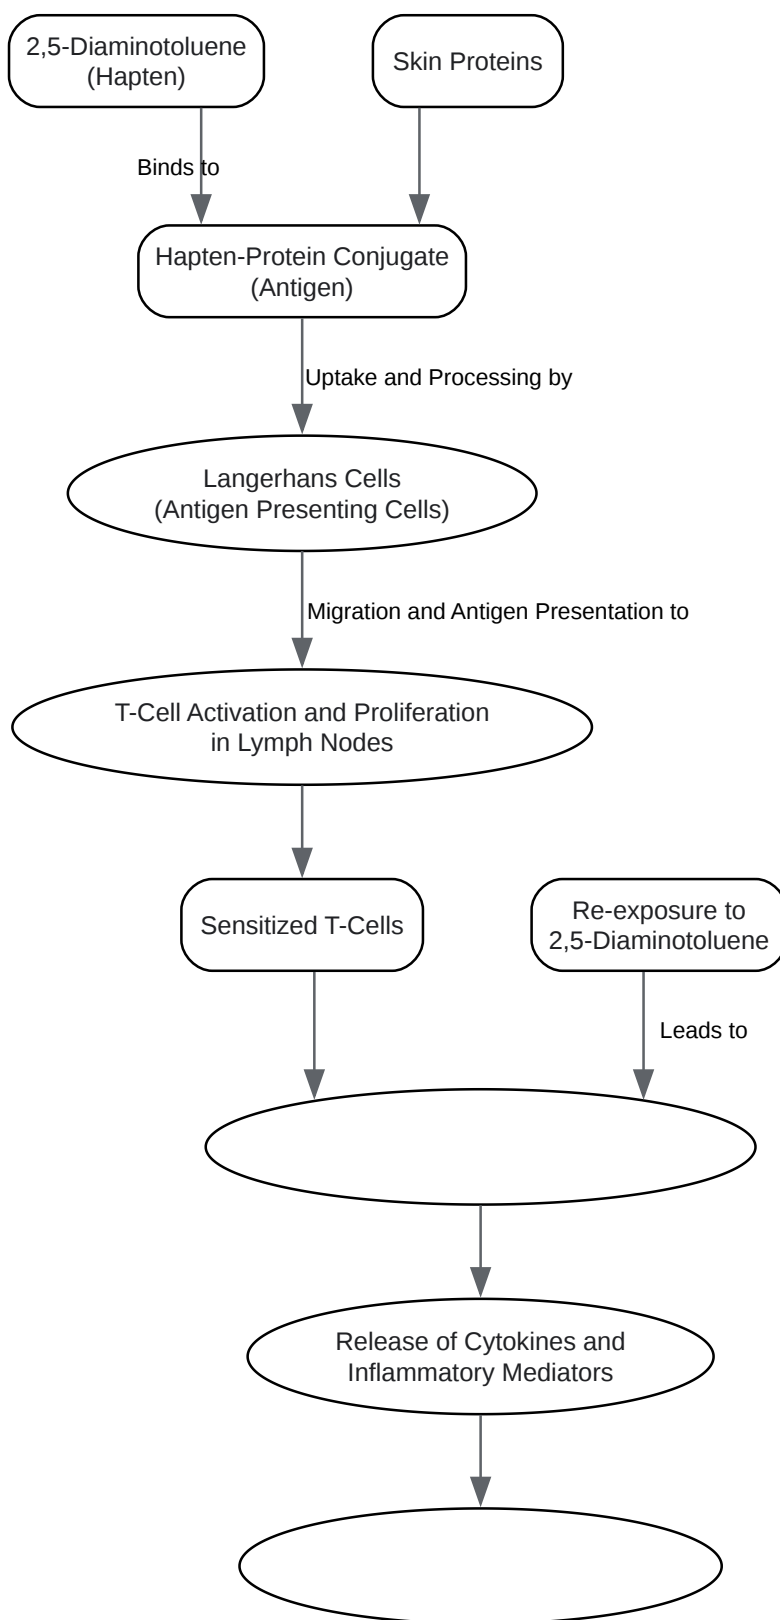 2,5-Diaminotoluene
(Hapten)
Skin Proteins
Binds to
Hapten-Protein Conjugate
(Antigen)
Uptake and Processing by
Langerhans Cells
(Antigen Presenting Cells)
Migration and Antigen Presentation to
T-Cell Activation and Proliferation
in Lymph Nodes
Sensitized T-Cells
Re-exposure to
2,5-Diaminotoluene
Leads to
Release of Cytokines and
Inflammatory Mediators